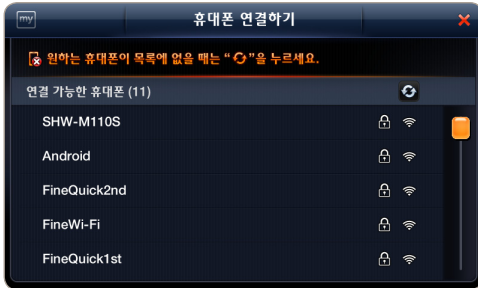 my
휴대폰 연결하기
원하는 휴대폰이 목록에 없을 때는 “ ”을 누르세요.
연결 가능한 휴대폰 (11)
SHW-M110S
Android
FineQuick2nd
FineWi-Fi
FineQuick1st